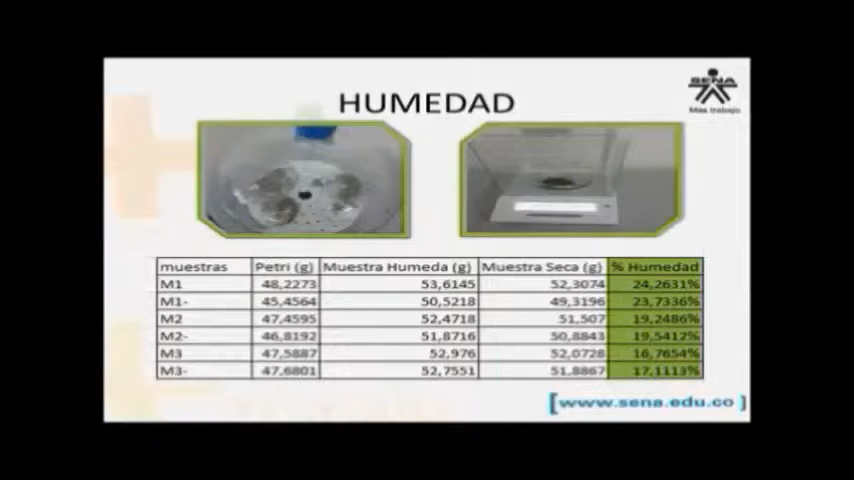 SENA
Más trabajo
HUMEDAD
muestras Petri (g) Muestra Humeda (g) Muestra Seca (g) % Humedad
M1 48,2273 53,6145 52,3074 24,2631%
M1- 45,4564 50,5218 49,3196 23,7336%
M2 47,4595 52,4718 51,507 19,2486%
M2- 46,8192 51,8716 50,8843 19,5412%
M3 47,5887 52,976 52,0728 16,7654%
M3- 47,6801 52,7551 51,8867 17,1113%
[www.sena.edu.co]